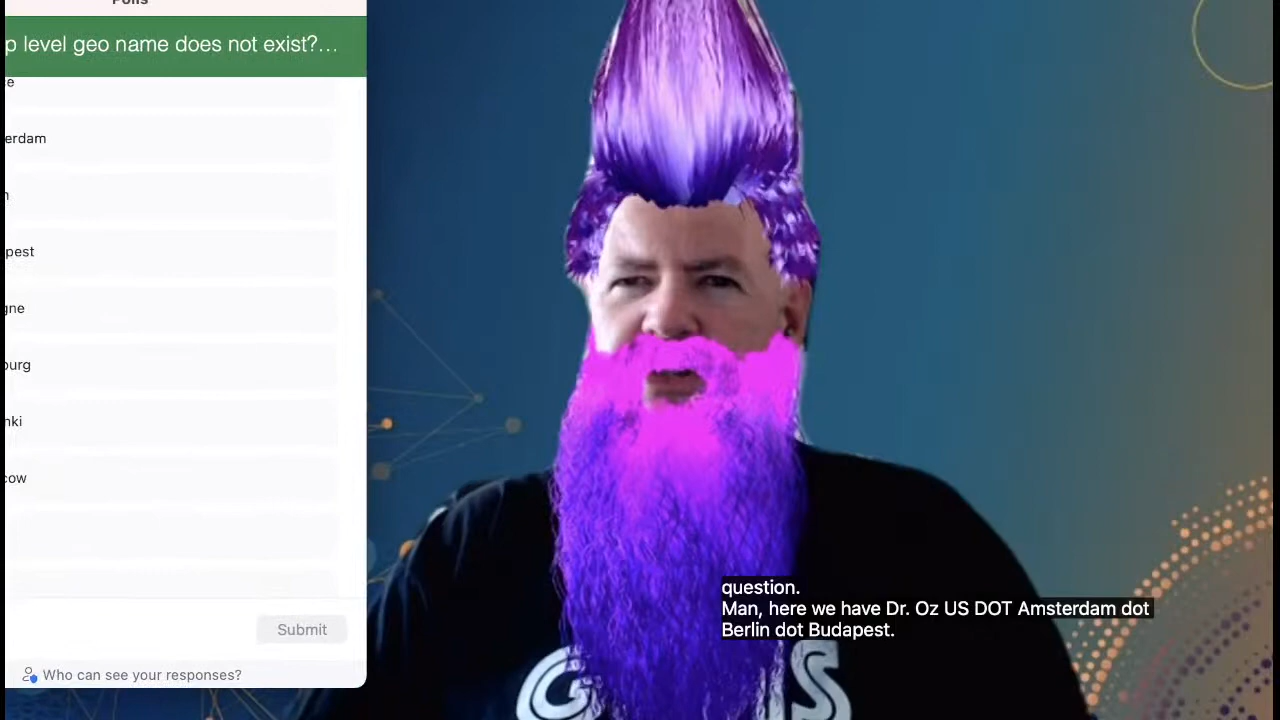 Polls
p level geo name does not exist?...
re
erdam
n
pest
gne
burg
nki
cow
Submit
Who can see your responses?
question.
Man, here we have Dr. Oz US DOT Amsterdam dot
Berlin dot Budapest.